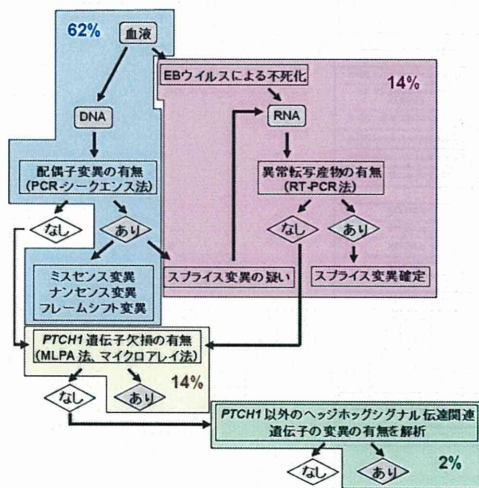 62%
血液
EBウイルスによる不死化
14%
DNA
RNA
配偶子変異の有無
(PCR-シークエンス法)
異常転写産物の有無
(RT-PCR法)
なし
あり
なし
あり
ミスセンス変異
ナンセンス変異
フレームシフト変異
スプライス変異の疑い
スプライス変異確定
PTCH1 遺伝子欠損の有無
(MLPA 法、マイクロアレイ法)
14%
なし
あり
PTCH1 以外のヘッジホッグシグナル伝達関連
遺伝子の変異の有無を解析
2%
なし
あり